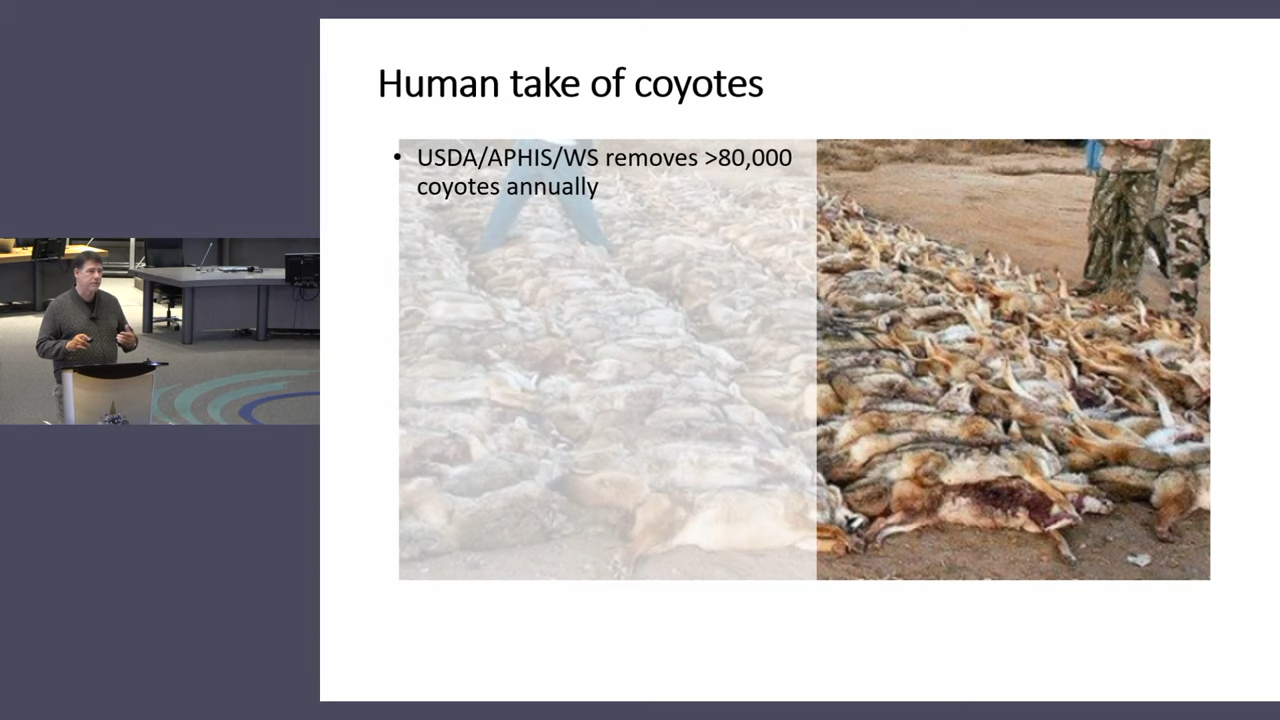 Human take of coyotes
• USDA/APHIS/WS removes >80,000
coyotes annually